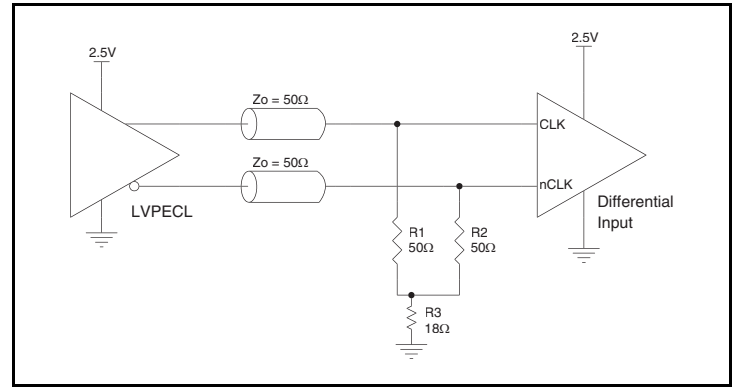 2.5V
2.5V
Zo = 50Ω
CLK
Zo = 50Ω
nCLK
LVPECL
Differential
Input
R1
50Ω
R2
50Ω
R3
18Ω